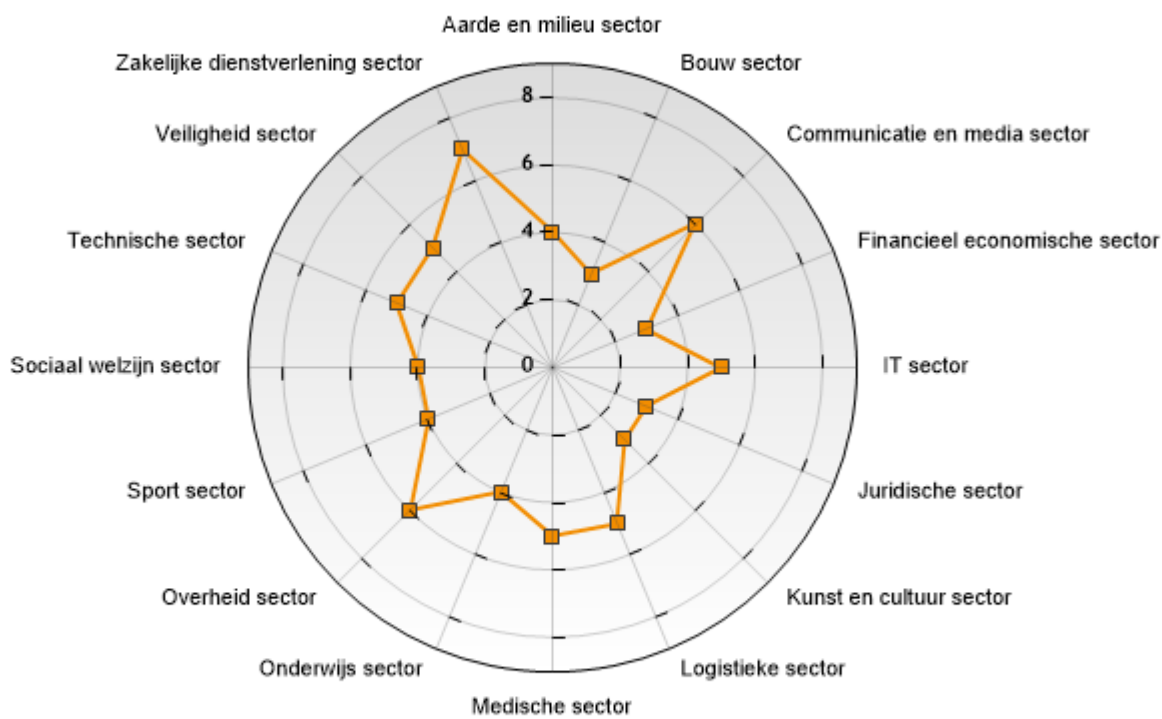 Aarde en milieu sector
Zakelijke dienstverlening sector
Bouw sector
8
Veiligheid sector
Communicatie en media sector
6
Technische sector
4
Financieel economische sector
2
Sociaal welzijn sector
0
IT sector
Sport sector
Juridische sector
Overheid sector
Kunst en cultuur sector
Onderwijs sector
Logistieke sector
Medische sector